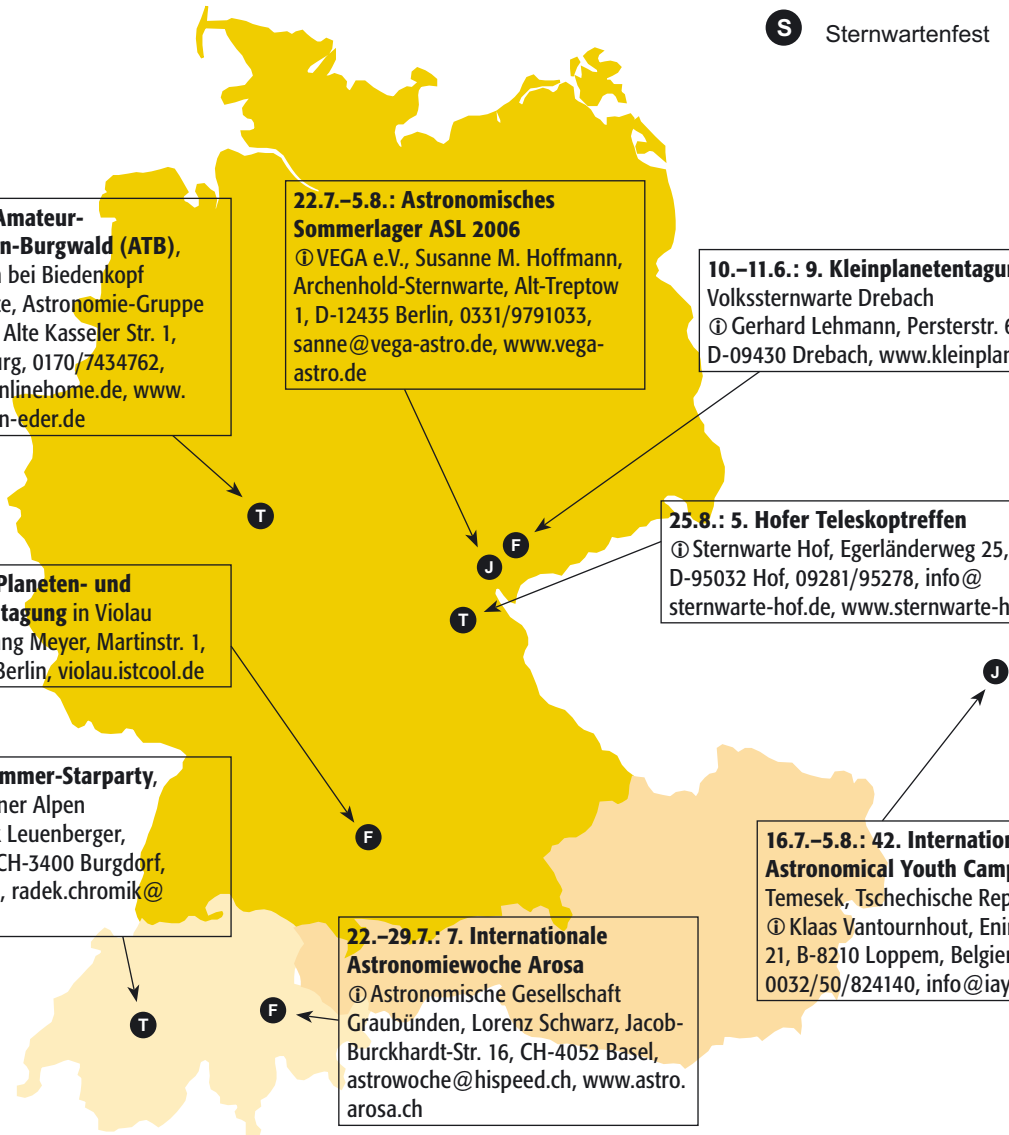 S Sternwartenfest
Amateur-
n-Burgwald (ATB),
bei Biedenkopf
te, Astronomie-Gruppe
Alte Kasseler Str. 1,
urg, 0170/7434762,
nlinehome.de, www.
n-eder.de
22.7.–5.8.: Astronomisches
Sommerlager ASL 2006
ⓘ VEGA e.V., Susanne M. Hoffmann,
Archenhold-Sternwarte, Alt-Treptow
1, D-12435 Berlin, 0331/9791033,
sanne@vega-astro.de, www.vega-
astro.de
10.–11.6.: 9. Kleinplanetentagun
Volkssternwarte Drebach
ⓘ Gerhard Lehmann, Persterstr. 6
D-09430 Drebach, www.kleinplan
T
F
J
T
25.8.: 5. Hofer Teleskoptreffen
ⓘ Sternwarte Hof, Egerländerweg 25,
D-95032 Hof, 09281/95278, info@
sternwarte-hof.de, www.sternwarte-h
Planeten- und
tagung in Violau
ng Meyer, Martinstr. 1,
Berlin, violau.istcool.de
J
mmer-Starparty,
ner Alpen
Leuenberger,
CH-3400 Burgdorf,
, radek.chromik@
F
16.7.–5.8.: 42. Internation
Astronomical Youth Camp
Temesek, Tschechische Rep
ⓘ Klaas Vantournhout, Enin
21, B-8210 Loppem, Belgien
0032/50/824140, info@iay
22.–29.7.: 7. Internationale
Astronomiewoche Arosa
ⓘ Astronomische Gesellschaft
Graubünden, Lorenz Schwarz, Jacob-
Burckhardt-Str. 16, CH-4052 Basel,
astrowoche@hispeed.ch, www.astro.
arosa.ch
F
T